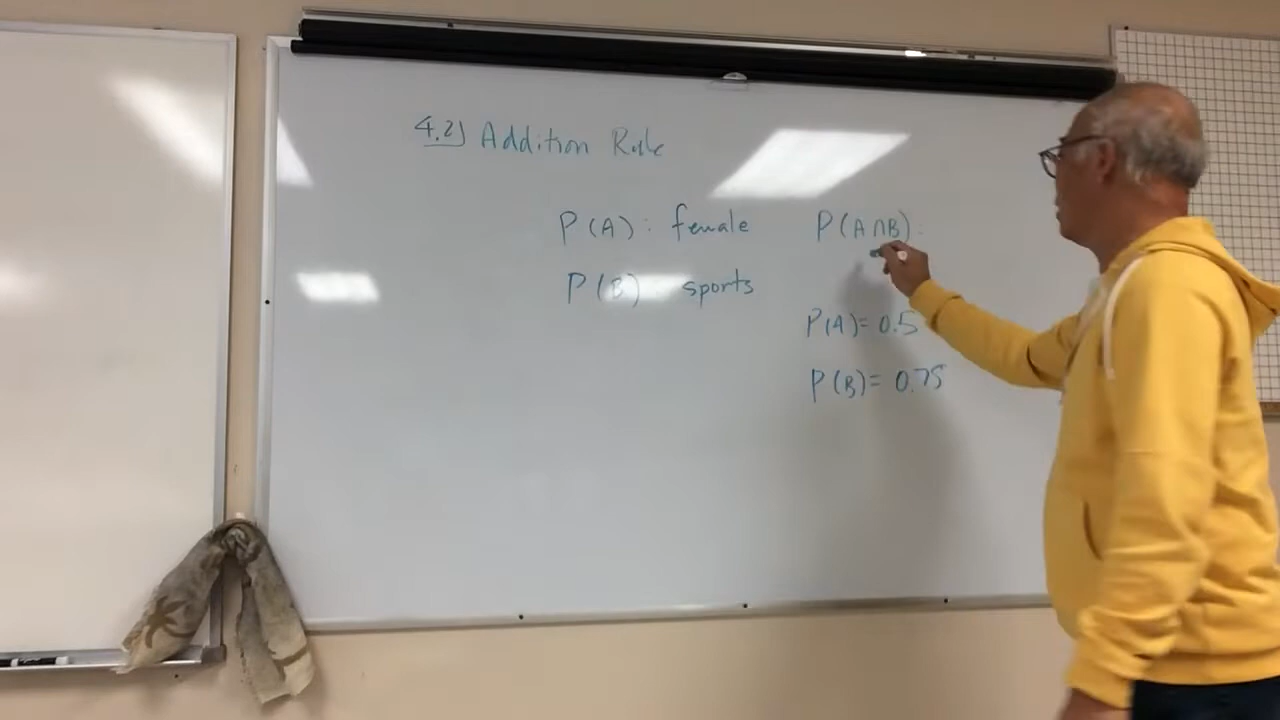 4.2) Addition Rule
P(A): female P(A∩B):
P(B) sports
P(A)= 0.5
P(B)= 0.75